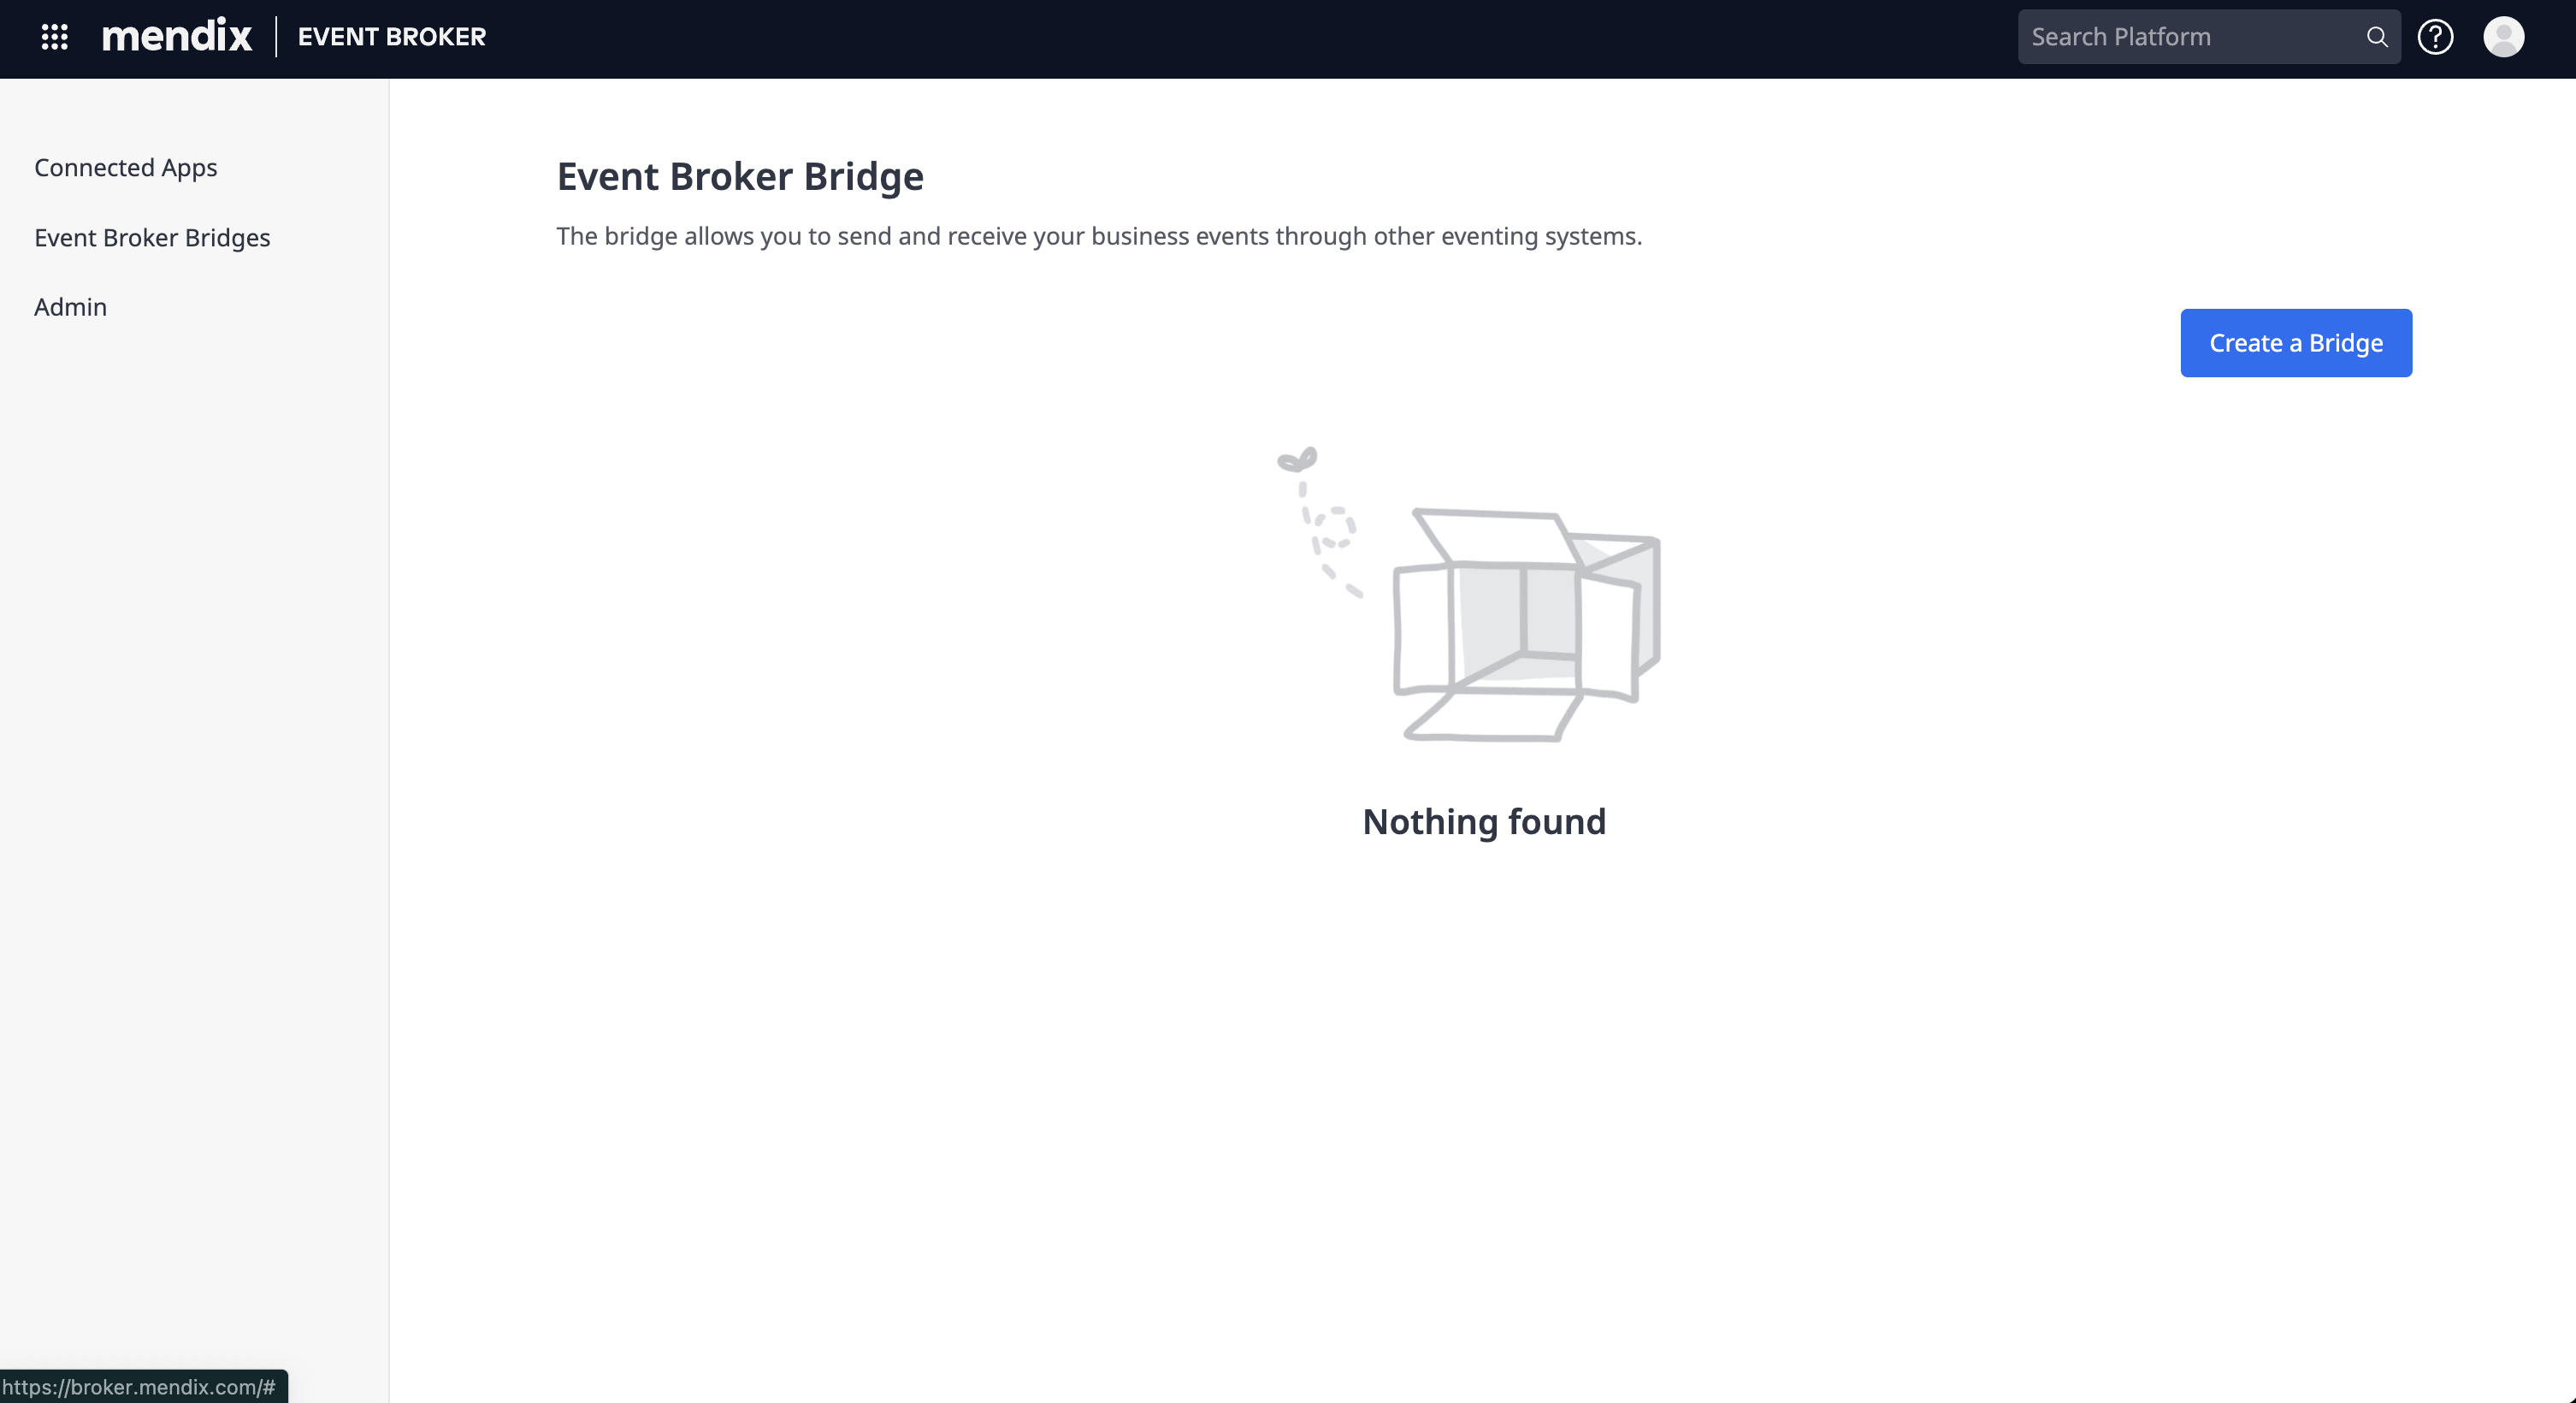 mendix
EVENT BROKER
Search Platform
Connected Apps
Event Broker Bridges
Admin
Event Broker Bridge
The bridge allows you to send and receive your business events through other eventing systems.
Create a Bridge
Nothing found
https://broker.mendix.com/#